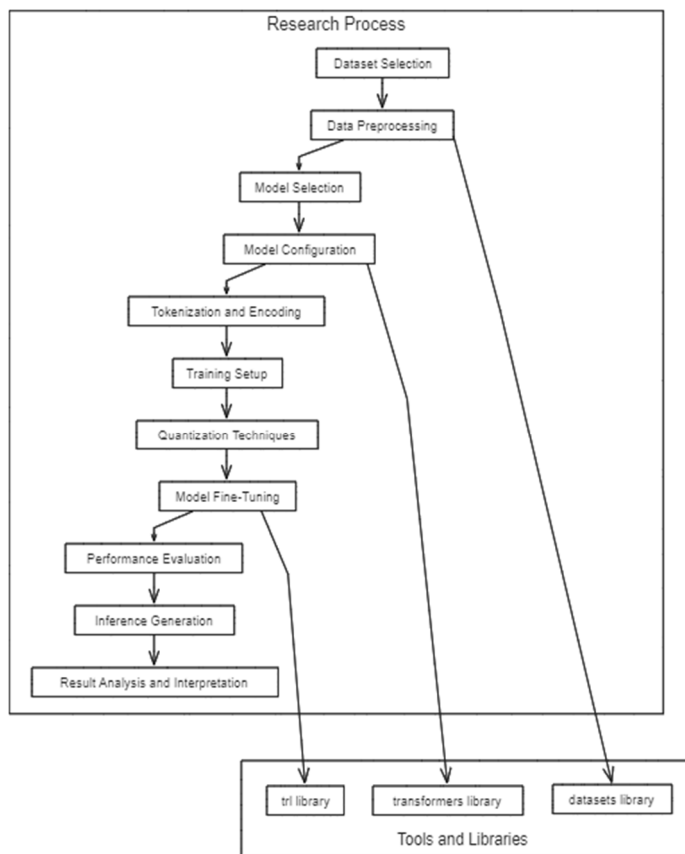 Research Process
Dataset Selection
Data Preprocessing
Model Selection
Model Configuration
Tokenization and Encoding
Training Setup
Quantization Techniques
Model Fine-Tuning
Performance Evaluation
Inference Generation
Result Analysis and Interpretation
trl library
transformers library
datasets library
Tools and Libraries